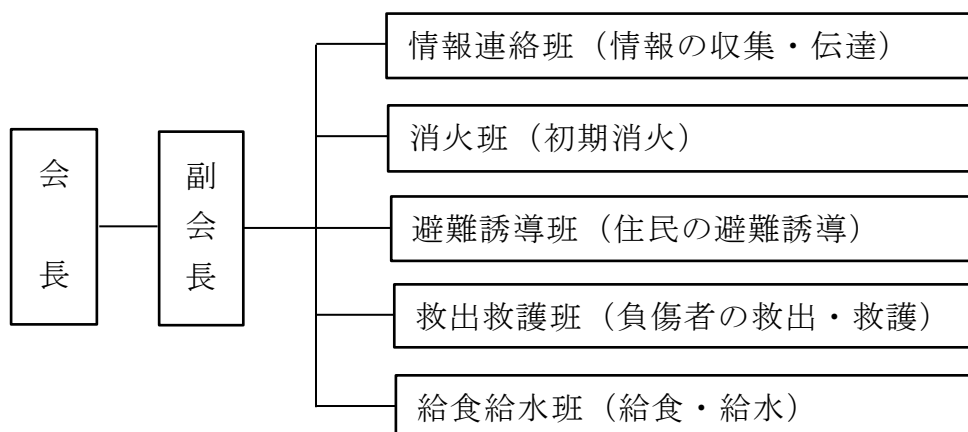 会長
副会長
情報連絡班（情報の収集・伝達）
消火班（初期消火）
避難誘導班（住民の避難誘導）
救出救護班（負傷者の救出・救護）
給食給水班（給食・給水）